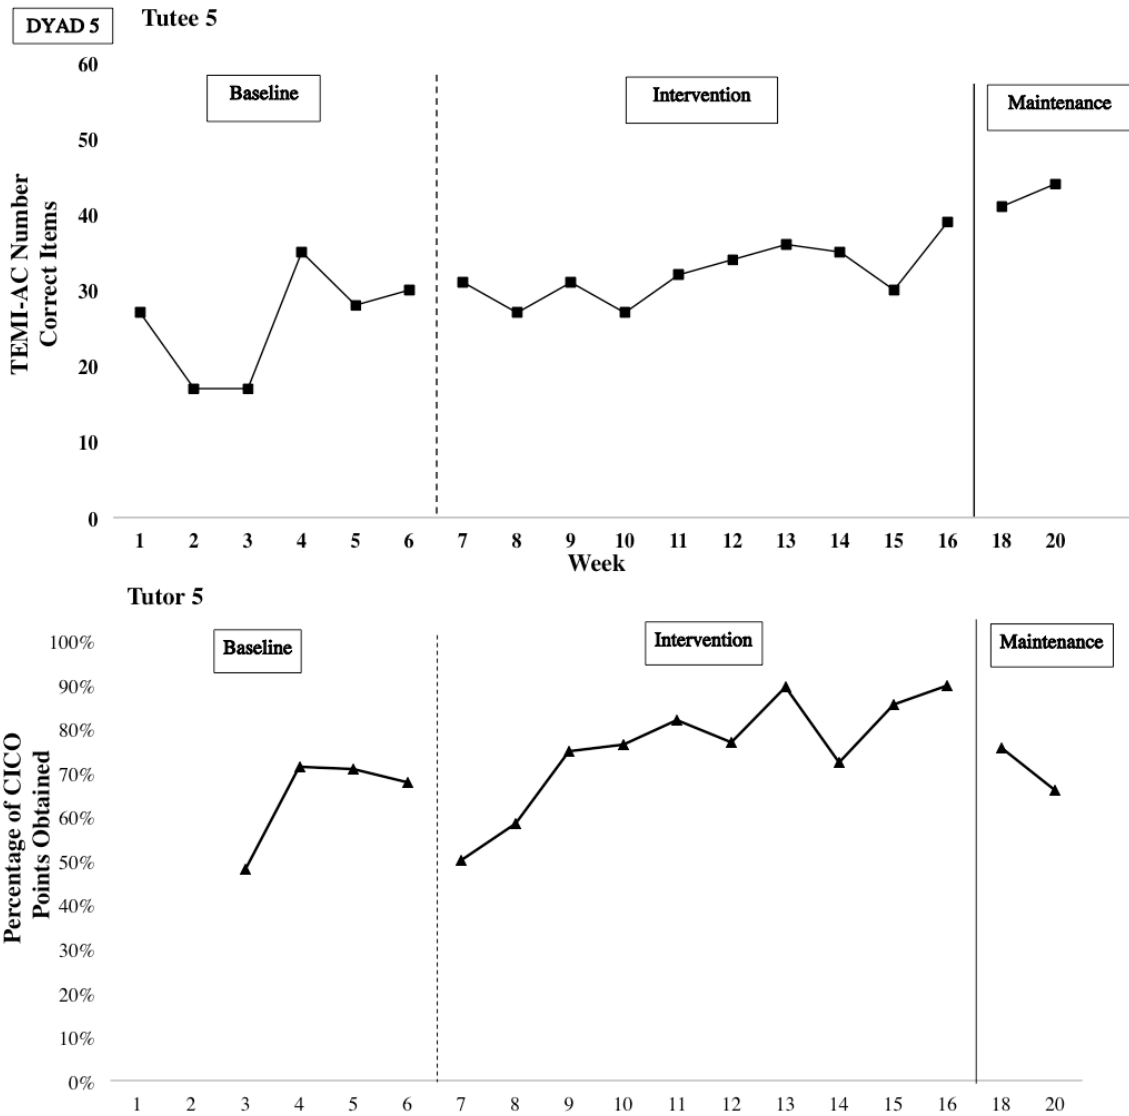 DYAD 5
Tutee 5
60
50
40
30
20
10
0
TEMI-AC Number
Correct Items
Baseline
Intervention
Maintenance
1 2 3 4 5 6 7 8 9 10 11 12 13 14 15 16 18 20
Week
Tutor 5
100%
90%
80%
70%
60%
50%
40%
30%
20%
10%
0%
Percentage of CICO
Points Obtained
Baseline
Intervention
Maintenance
1 2 3 4 5 6 7 8 9 10 11 12 13 14 15 16 18 20